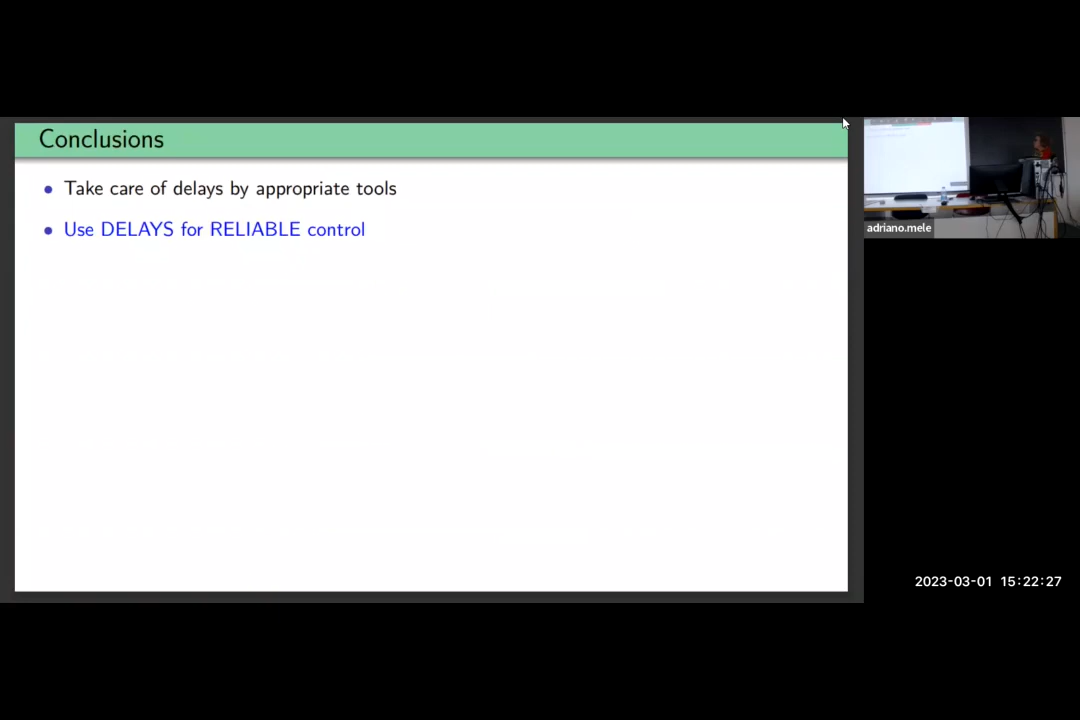 Conclusions
Take care of delays by appropriate tools
Use DELAYS for RELIABLE control
adriano.mele
2023-03-01 15:22:27